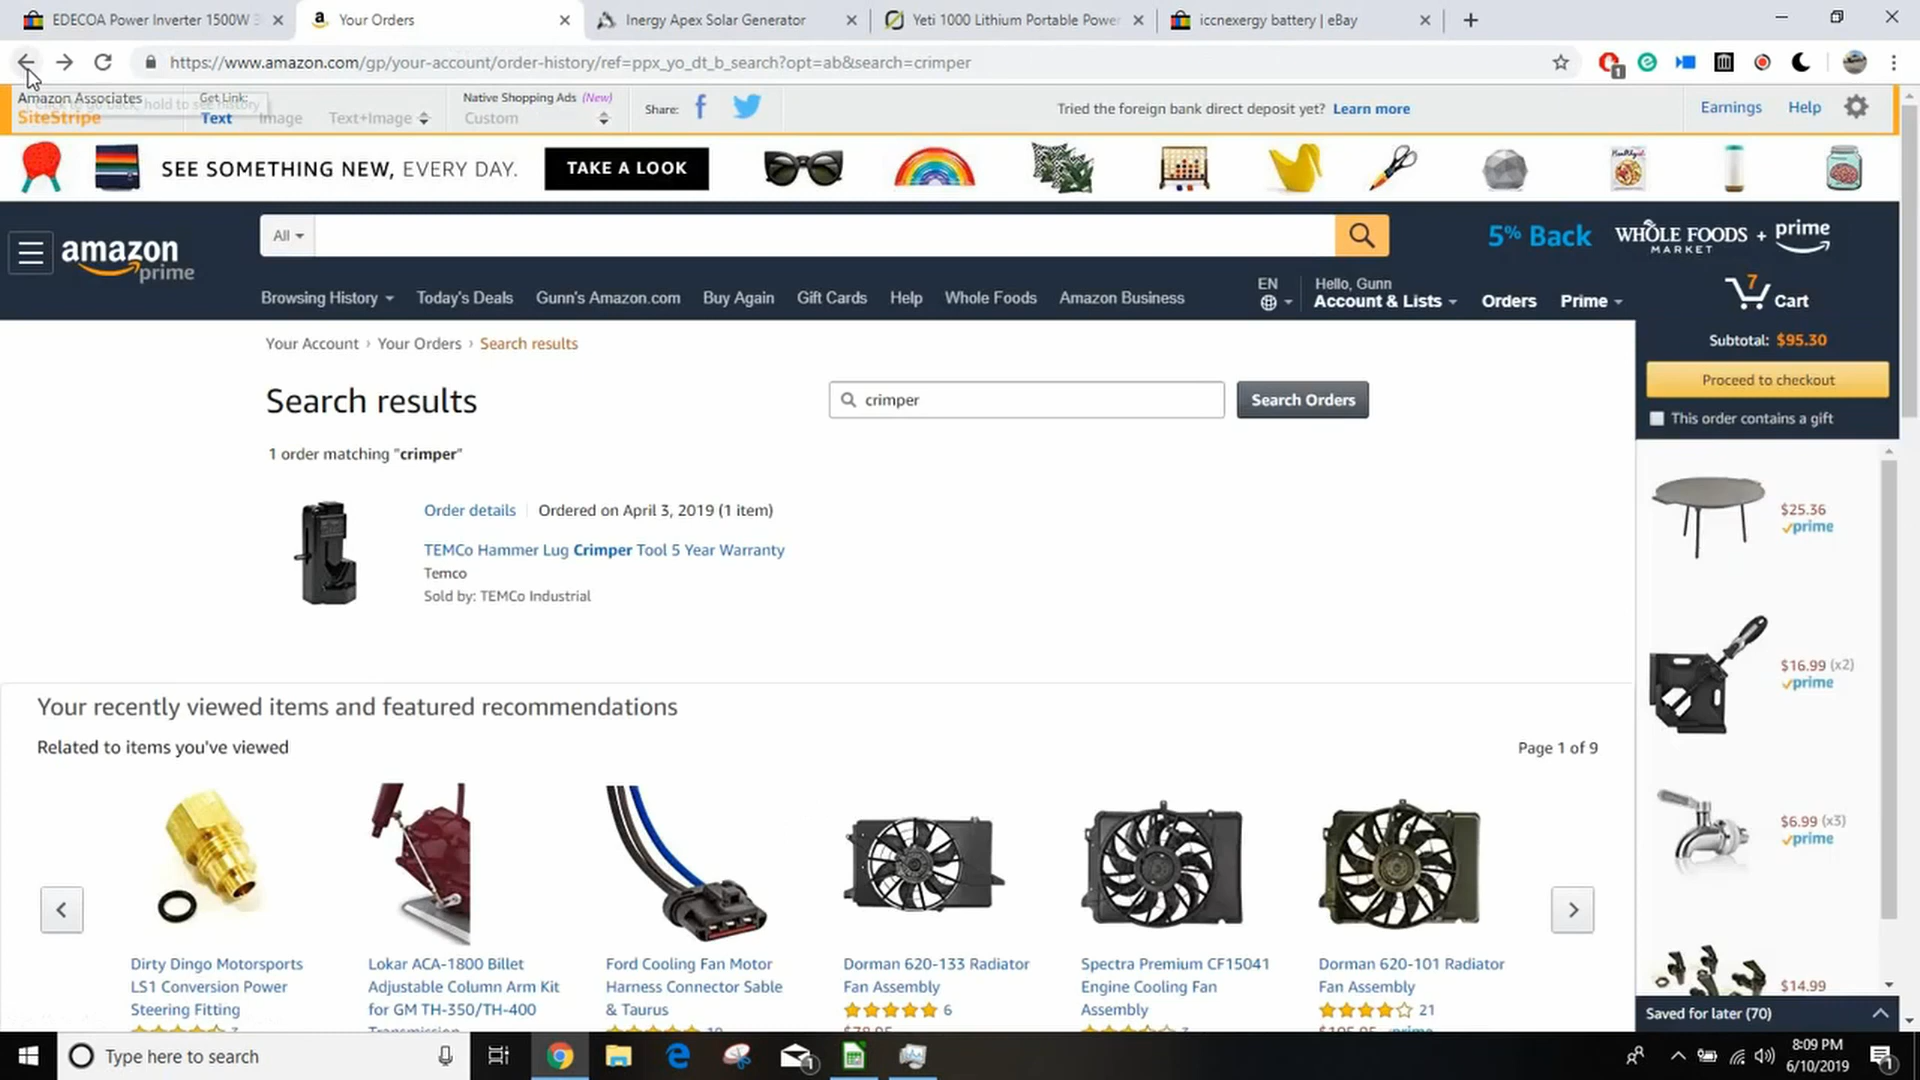 EDECOA Power Inverter 1500W
Your Orders
Inergy Apex Solar Generator
Yeti 1000 Lithium Portable Power
iccnexergy battery | eBay
https://www.amazon.com/gp/your-account/order-history/ref=ppx_yo_dt_b_search?opt=ab&search=crimper
1
Amazon Associates
SiteStripe
Get Link:
Click to go back, hold to see history
Text
Image
Text+Image
Native Shopping Ads (New)
Custom
Share:
Tried the foreign bank direct deposit yet? Learn more
Earnings
Help
SEE SOMETHING NEW, EVERY DAY.
TAKE A LOOK
All
amazon
prime
5% Back
WHOLE FOODS
MARKET
+ prime
Browsing History
Today's Deals
Gunn's Amazon.com
Buy Again
Gift Cards
Help
Whole Foods
Amazon Business
EN
Hello, Gunn
Account & Lists
Orders
Prime
7
Cart
Subtotal: $95.30
Proceed to checkout
This order contains a gift
Your Account › Your Orders › Search results
Search results
crimper
Search Orders
1 order matching "crimper"
Order details
Ordered on April 3, 2019 (1 item)
TEMCo Hammer Lug Crimper Tool 5 Year Warranty
Temco
Sold by: TEMCo Industrial
$25.36
prime
$16.99 (x2)
prime
$6.99 (x3)
prime
$14.99
Saved for later (70)
Your recently viewed items and featured recommendations
Related to items you've viewed
Page 1 of 9
Dirty Dingo Motorsports
LS1 Conversion Power
Steering Fitting
Lokar ACA-1800 Billet
Adjustable Column Arm Kit
for GM TH-350/TH-400
Transmission
Ford Cooling Fan Motor
Harness Connector Sable
& Taurus
Dorman 620-133 Radiator
Fan Assembly
6
Spectra Premium CF15041
Engine Cooling Fan
Assembly
Dorman 620-101 Radiator
Fan Assembly
21
Type here to search
1
8:09 PM
6/10/2019
1